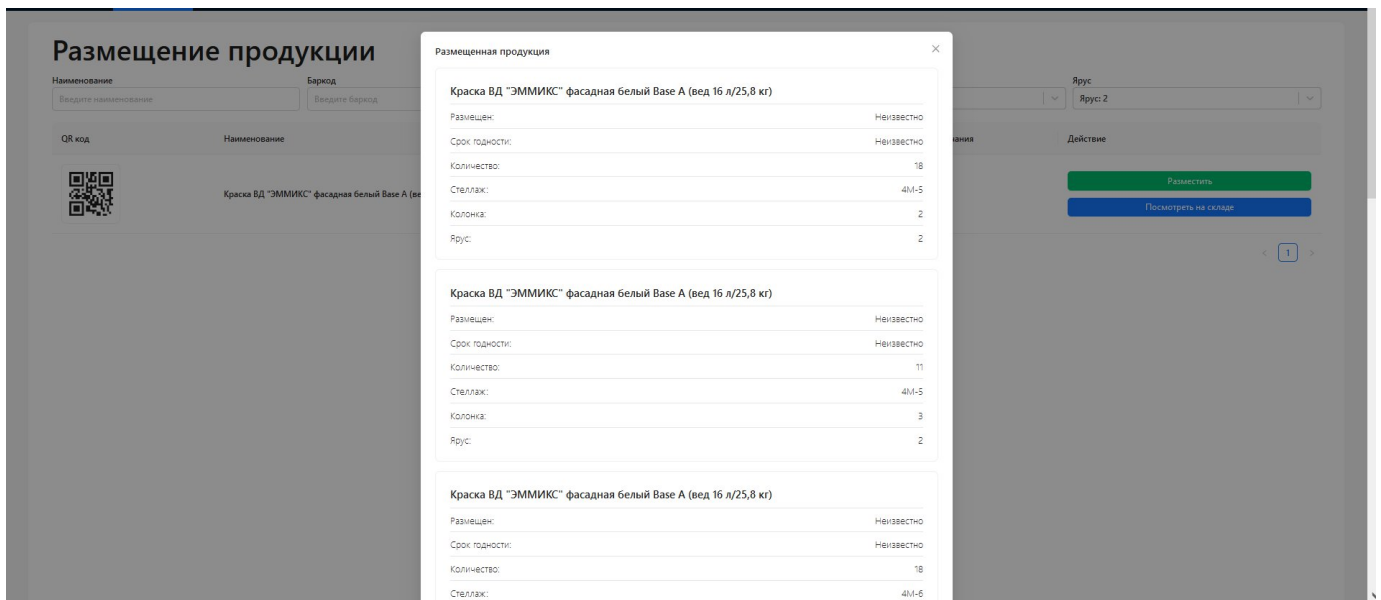 Размещение продукции
Наименование
Баркод
Ярус
Введите наименование
Введите баркод
Ярус: 2
QR код
Наименование
Действие
Краска ВД "ЭММИКС" фасадная белый Base A (ве
Разместить
Посмотреть на складе
1
Размещенная продукция
Краска ВД "ЭММИКС" фасадная белый Base A (вед 16 л/25,8 кг)
Размещен: Неизвестно
Срок годности: Неизвестно
Количество: 18
Стеллаж: 4М-5
Колонка: 2
Ярус: 2
Краска ВД "ЭММИКС" фасадная белый Base A (вед 16 л/25,8 кг)
Размещен: Неизвестно
Срок годности: Неизвестно
Количество: 11
Стеллаж: 4М-5
Колонка: 3
Ярус: 2
Краска ВД "ЭММИКС" фасадная белый Base A (вед 16 л/25,8 кг)
Размещен: Неизвестно
Срок годности: Неизвестно
Количество: 18
Стеллаж: 4М-6